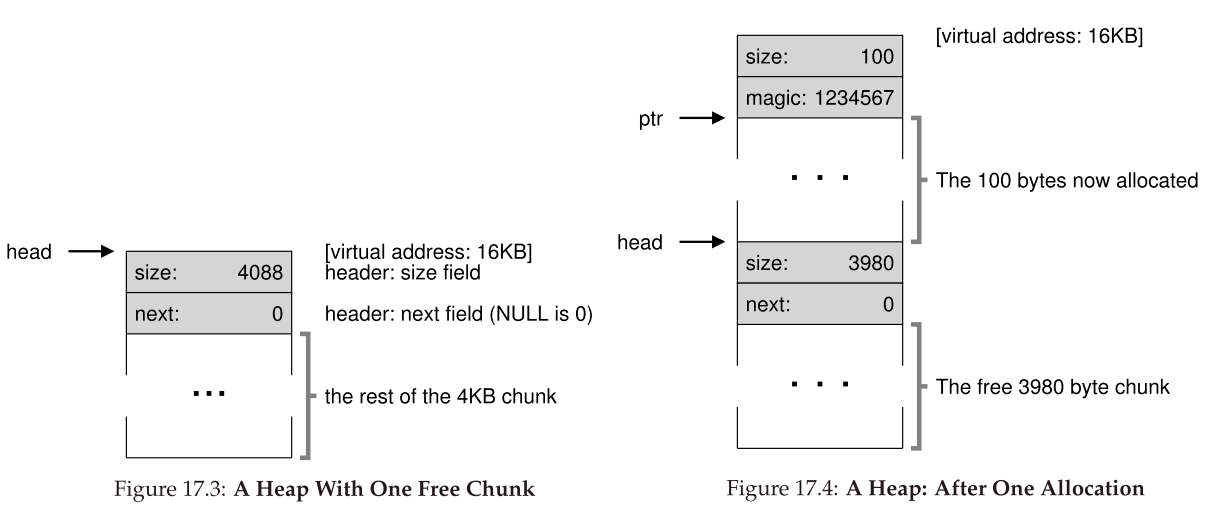 head
[virtual address: 16KB]
size: 4088
header: size field
next: 0
header: next field (NULL is 0)
...
the rest of the 4KB chunk
Figure 17.3: A Heap With One Free Chunk
[virtual address: 16KB]
size: 100
magic: 1234567
ptr
. . .
The 100 bytes now allocated
head
size: 3980
next: 0
. . .
The free 3980 byte chunk
Figure 17.4: A Heap: After One Allocation